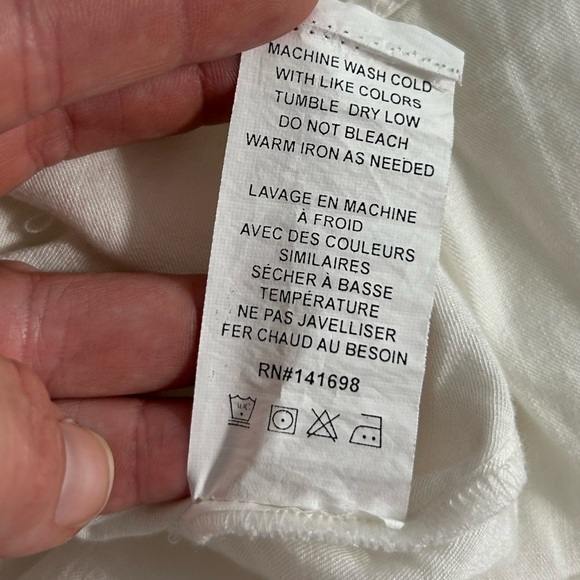 MACHINE WASH COLD
WITH LIKE COLORS
TUMBLE DRY LOW
DO NOT BLEACH
WARM IRON AS NEEDED
LAVAGE EN MACHINE
À FROID
AVEC DES COULEURS
SIMILAIRES
SÉCHER À BASSE
TEMPÉRATURE
NE PAS JAVELLISER
FER CHAUD AU BESOIN
RN#141698